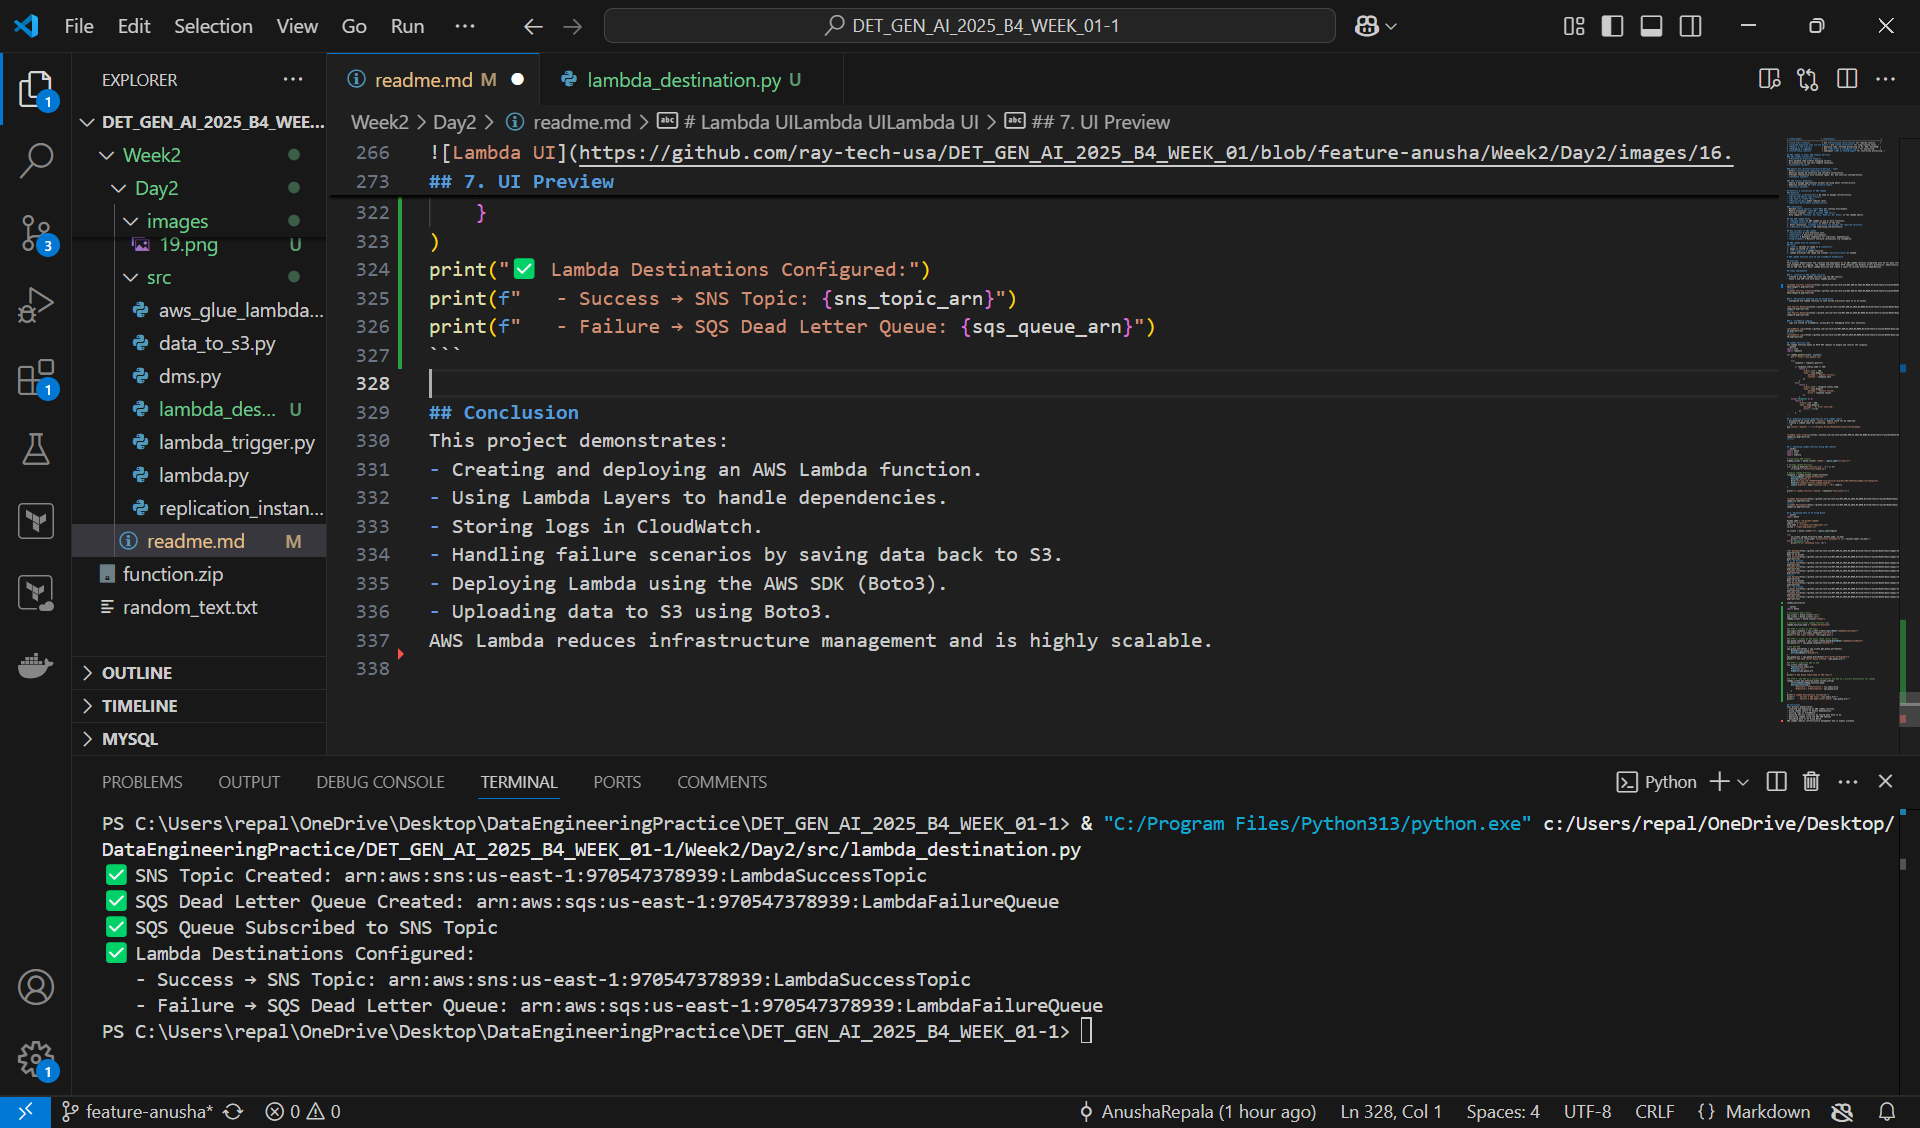 File Edit Selection View Go Run ··· DET_GEN_AI_2025_B4_WEEK_01-1
EXPLORER ···
DET_GEN_AI_2025_B4_WEE...
Week2
Day2
images
19.png U
src
aws_glue_lambda...
data_to_s3.py
dms.py
lambda_des... U
lambda_trigger.py
lambda.py
replication_instan...
readme.md M
function.zip
random_text.txt
OUTLINE
TIMELINE
MYSQL
1
3
1
1
readme.md M lambda_destination.py U
Week2 > Day2 > readme.md > # Lambda UILambda UILambda UI > ## 7. UI Preview
266 ![Lambda UI](https://github.com/ray-tech-usa/DET_GEN_AI_2025_B4_WEEK_01/blob/feature-anusha/Week2/Day2/images/16.
273 ## 7. UI Preview
322 }
323 )
324 print("✅ Lambda Destinations Configured:")
325 print(f"   - Success → SNS Topic: {sns_topic_arn}")
326 print(f"   - Failure → SQS Dead Letter Queue: {sqs_queue_arn}")
327 ```
328
329 ## Conclusion
330 This project demonstrates:
331 - Creating and deploying an AWS Lambda function.
332 - Using Lambda Layers to handle dependencies.
333 - Storing logs in CloudWatch.
334 - Handling failure scenarios by saving data back to S3.
335 - Deploying Lambda using the AWS SDK (Boto3).
336 - Uploading data to S3 using Boto3.
337 AWS Lambda reduces infrastructure management and is highly scalable.
338
PROBLEMS OUTPUT DEBUG CONSOLE TERMINAL PORTS COMMENTS Python
PS C:\Users\repal\OneDrive\Desktop\DataEngineeringPractice\DET_GEN_AI_2025_B4_WEEK_01-1> & "C:/Program Files/Python313/python.exe" c:/Users/repal/OneDrive/Desktop/
DataEngineeringPractice/DET_GEN_AI_2025_B4_WEEK_01-1/Week2/Day2/src/lambda_destination.py
✅ SNS Topic Created: arn:aws:sns:us-east-1:970547378939:LambdaSuccessTopic
✅ SQS Dead Letter Queue Created: arn:aws:sqs:us-east-1:970547378939:LambdaFailureQueue
✅ SQS Queue Subscribed to SNS Topic
✅ Lambda Destinations Configured:
- Success → SNS Topic: arn:aws:sns:us-east-1:970547378939:LambdaSuccessTopic
- Failure → SQS Dead Letter Queue: arn:aws:sqs:us-east-1:970547378939:LambdaFailureQueue
PS C:\Users\repal\OneDrive\Desktop\DataEngineeringPractice\DET_GEN_AI_2025_B4_WEEK_01-1>
feature-anusha* 0 0 AnushaRepala (1 hour ago) Ln 328, Col 1 Spaces: 4 UTF-8 CRLF {} Markdown